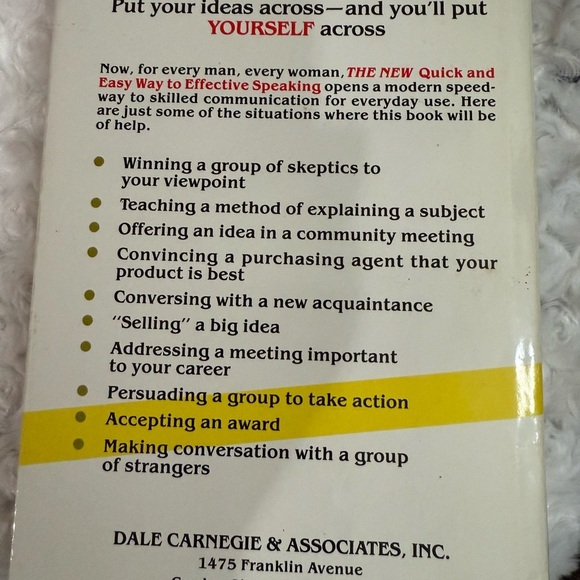 Put your ideas across—and you'll put
YOURSELF across
Now, for every man, every woman, THE NEW Quick and
Easy Way to Effective Speaking opens a modern speed-
way to skilled communication for everyday use. Here
are just some of the situations where this book will be
of help.
• Winning a group of skeptics to
your viewpoint
• Teaching a method of explaining a subject
• Offering an idea in a community meeting
• Convincing a purchasing agent that your
product is best
• Conversing with a new acquaintance
• "Selling" a big idea
• Addressing a meeting important
to your career
• Persuading a group to take action
• Accepting an award
• Making conversation with a group
of strangers
DALE CARNEGIE & ASSOCIATES, INC.
1475 Franklin Avenue